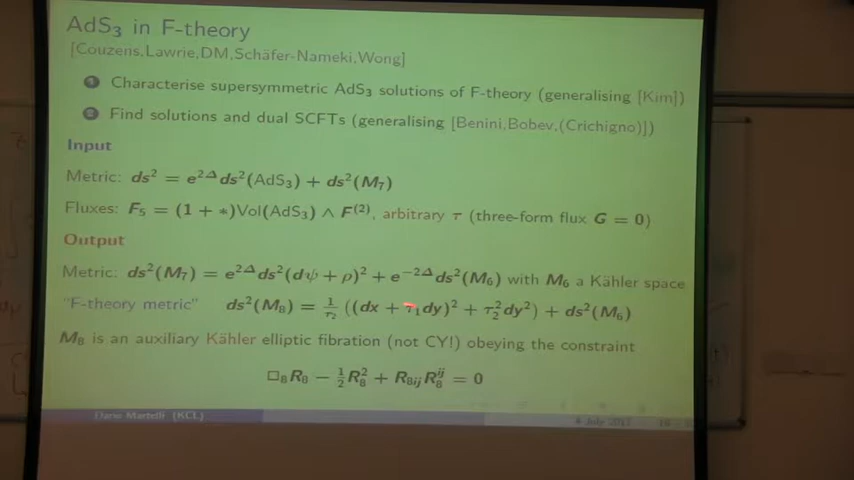 AdS₃ in F-theory
[Couzens,Lawrie,DM,Schäfer-Nameki,Wong]
1 Characterise supersymmetric AdS₃ solutions of F-theory (generalising [Kim])
2 Find solutions and dual SCFTs (generalising [Benini,Bobev,(Crichigno)])
Input
Metric: ds² = e^{2Δ}ds²(AdS₃) + ds²(M₇)
Fluxes: F₅ = (1 + *)Vol(AdS₃) ∧ F^{(2)}, arbitrary τ (three-form flux G = 0)
Output
Metric: ds²(M₇) = e^{2Δ}ds²(dψ + ρ)² + e^{−2Δ}ds²(M₆) with M₆ a Kähler space
"F-theory metric" ds²(M₈) = 1/τ₂ ((dx + τ₁dy)² + τ₂²dy²) + ds²(M₆)
M₈ is an auxiliary Kähler elliptic fibration (not CY!) obeying the constraint
□₈R₈ − ½R₈² + R₈ᵢⱼR₈^{ij} = 0
Dario Martelli (KCL)
July 2017